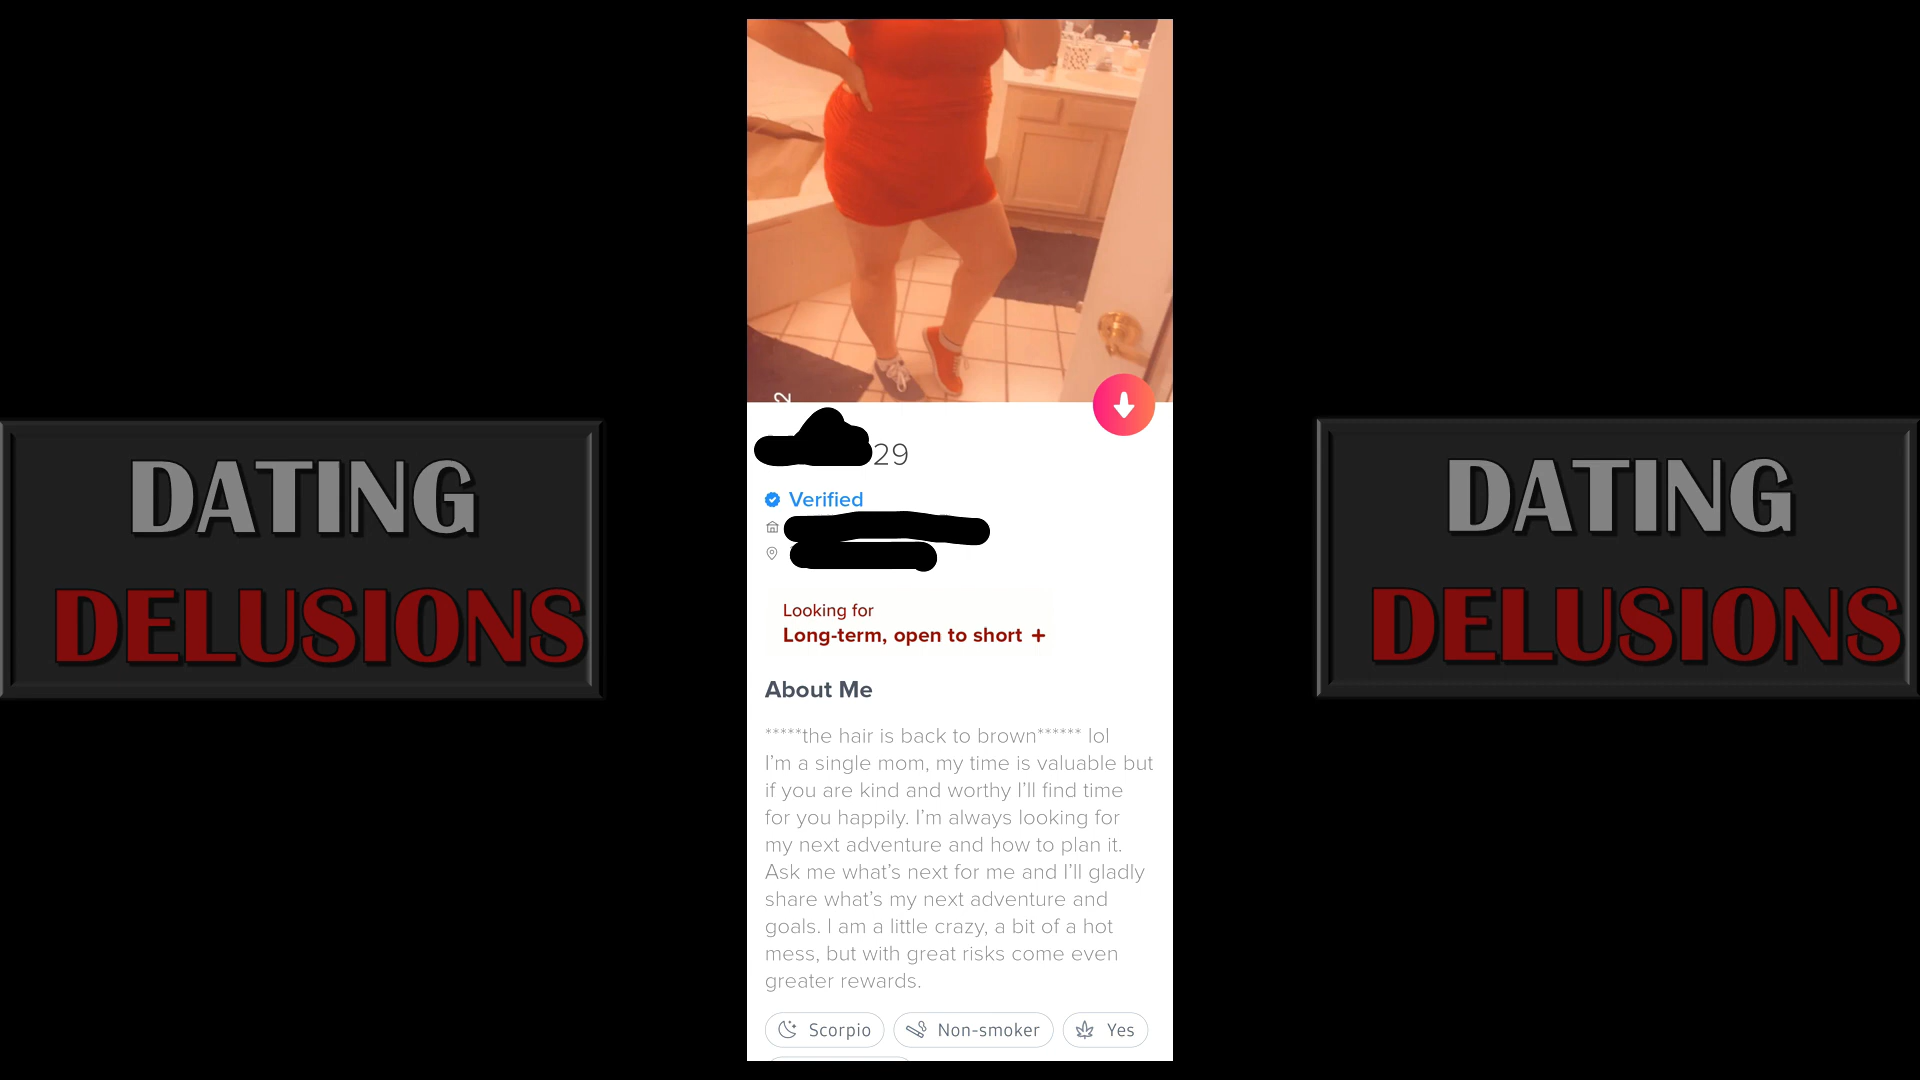 2
29
Verified
DATING
DELUSIONS
DATING
DELUSIONS
Looking for
Long-term, open to short +
About Me
*****the hair is back to brown****** lol
I'm a single mom, my time is valuable but
if you are kind and worthy I'll find time
for you happily. I'm always looking for
my next adventure and how to plan it.
Ask me what's next for me and I'll gladly
share what's my next adventure and
goals. I am a little crazy, a bit of a hot
mess, but with great risks come even
greater rewards.
Scorpio
Non-smoker
Yes